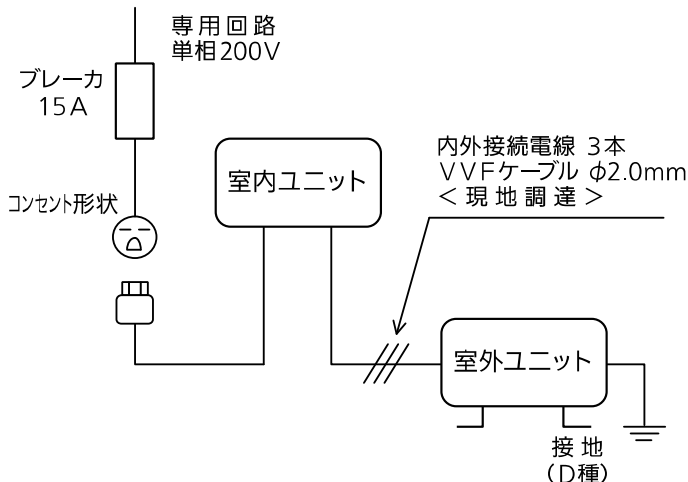 専用回路
単相200V
ブレーカ
15A
コンセント形状
室内ユニット
内外接続電線 3本
VVFケーブル φ2.0mm
<現地調達>
室外ユニット
接地
(D種)